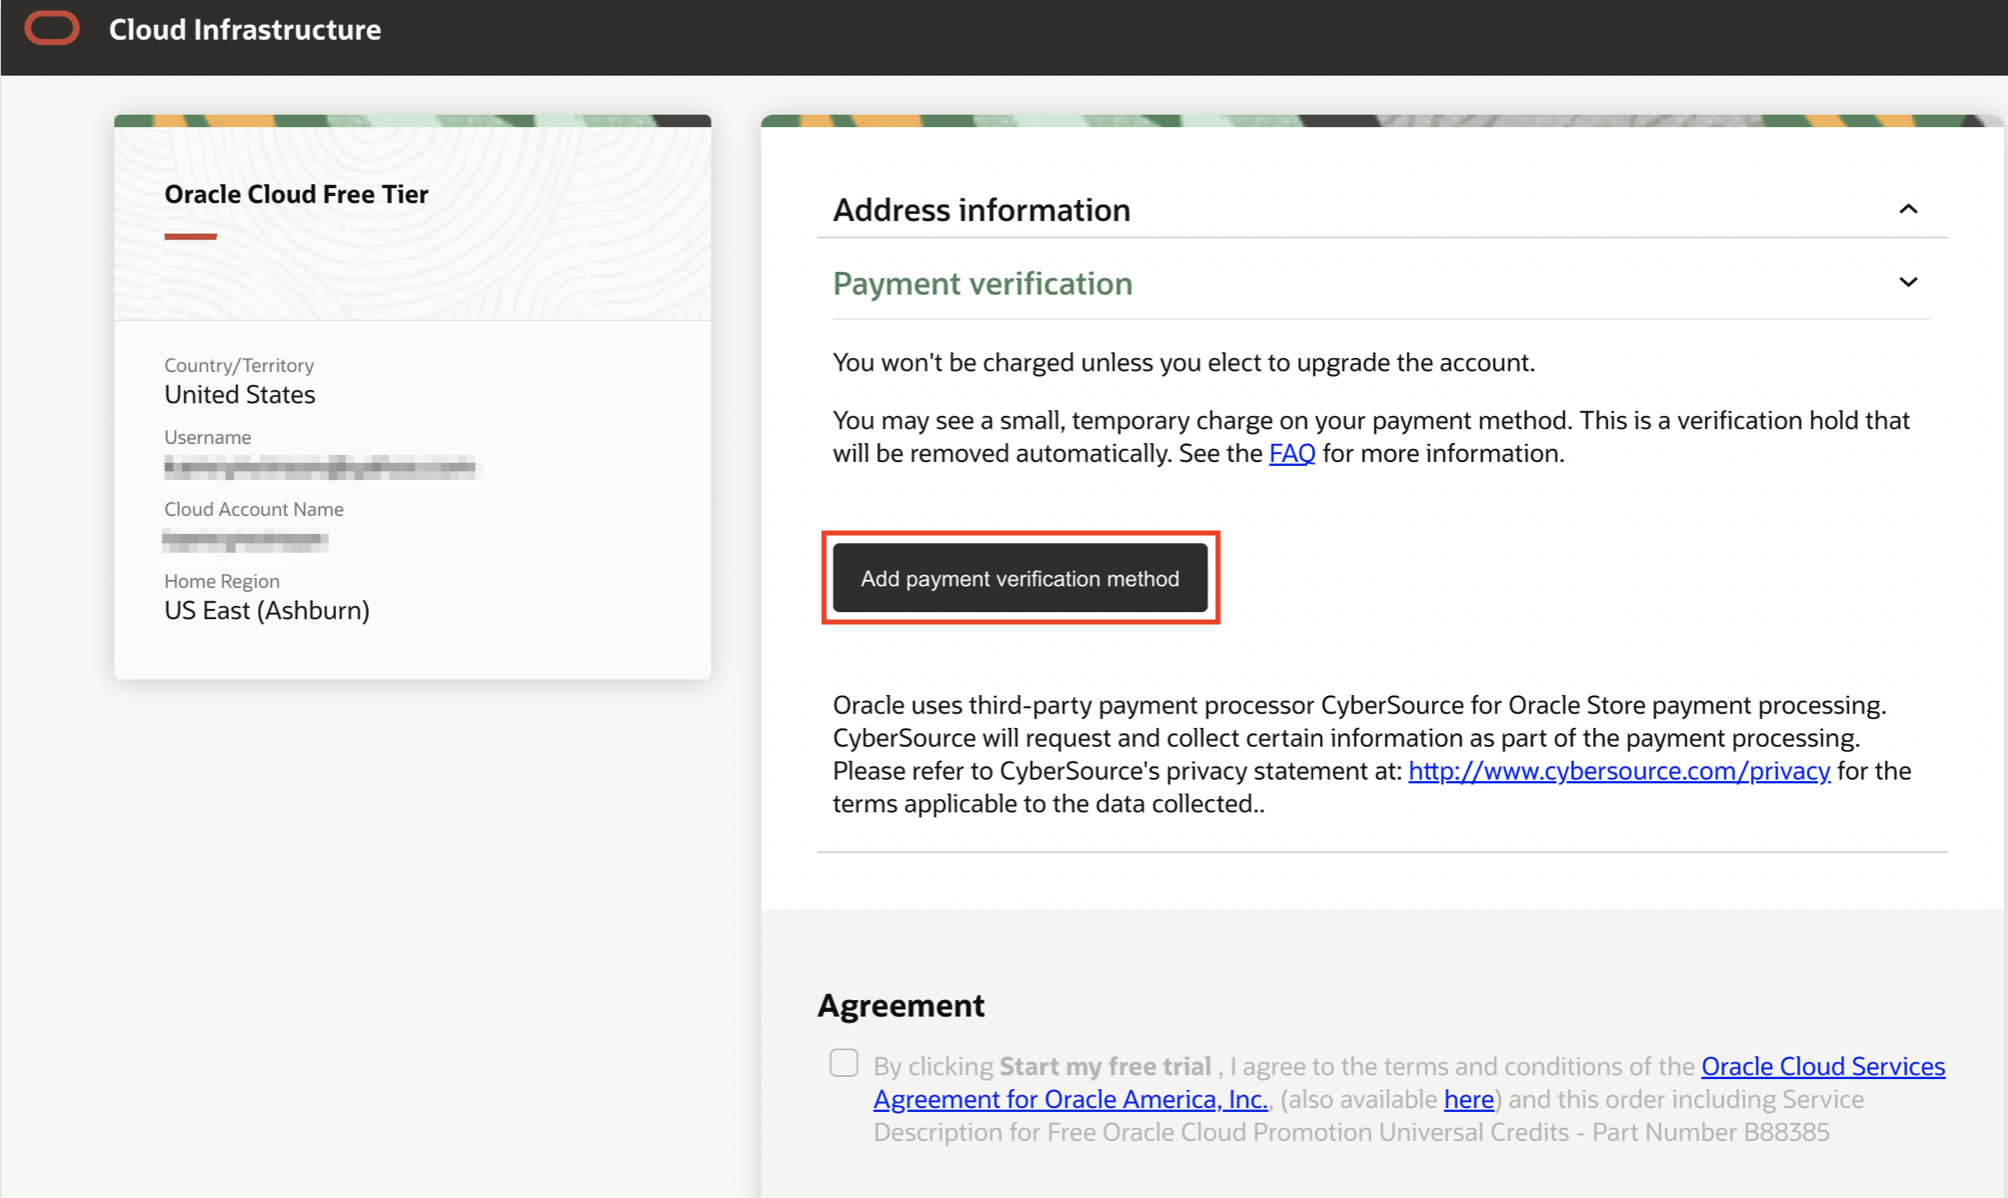 Cloud Infrastructure
Oracle Cloud Free Tier
Country/Territory
United States
Username
Cloud Account Name
Home Region
US East (Ashburn)
Address information
Payment verification
You won't be charged unless you elect to upgrade the account.
You may see a small, temporary charge on your payment method. This is a verification hold that
will be removed automatically. See the FAQ for more information.
Add payment verification method
Oracle uses third-party payment processor CyberSource for Oracle Store payment processing.
CyberSource will request and collect certain information as part of the payment processing.
Please refer to CyberSource's privacy statement at: http://www.cybersource.com/privacy for the
terms applicable to the data collected..
Agreement
By clicking Start my free trial , I agree to the terms and conditions of the Oracle Cloud Services
Agreement for Oracle America, Inc., (also available here) and this order including Service
Description for Free Oracle Cloud Promotion Universal Credits - Part Number B88385